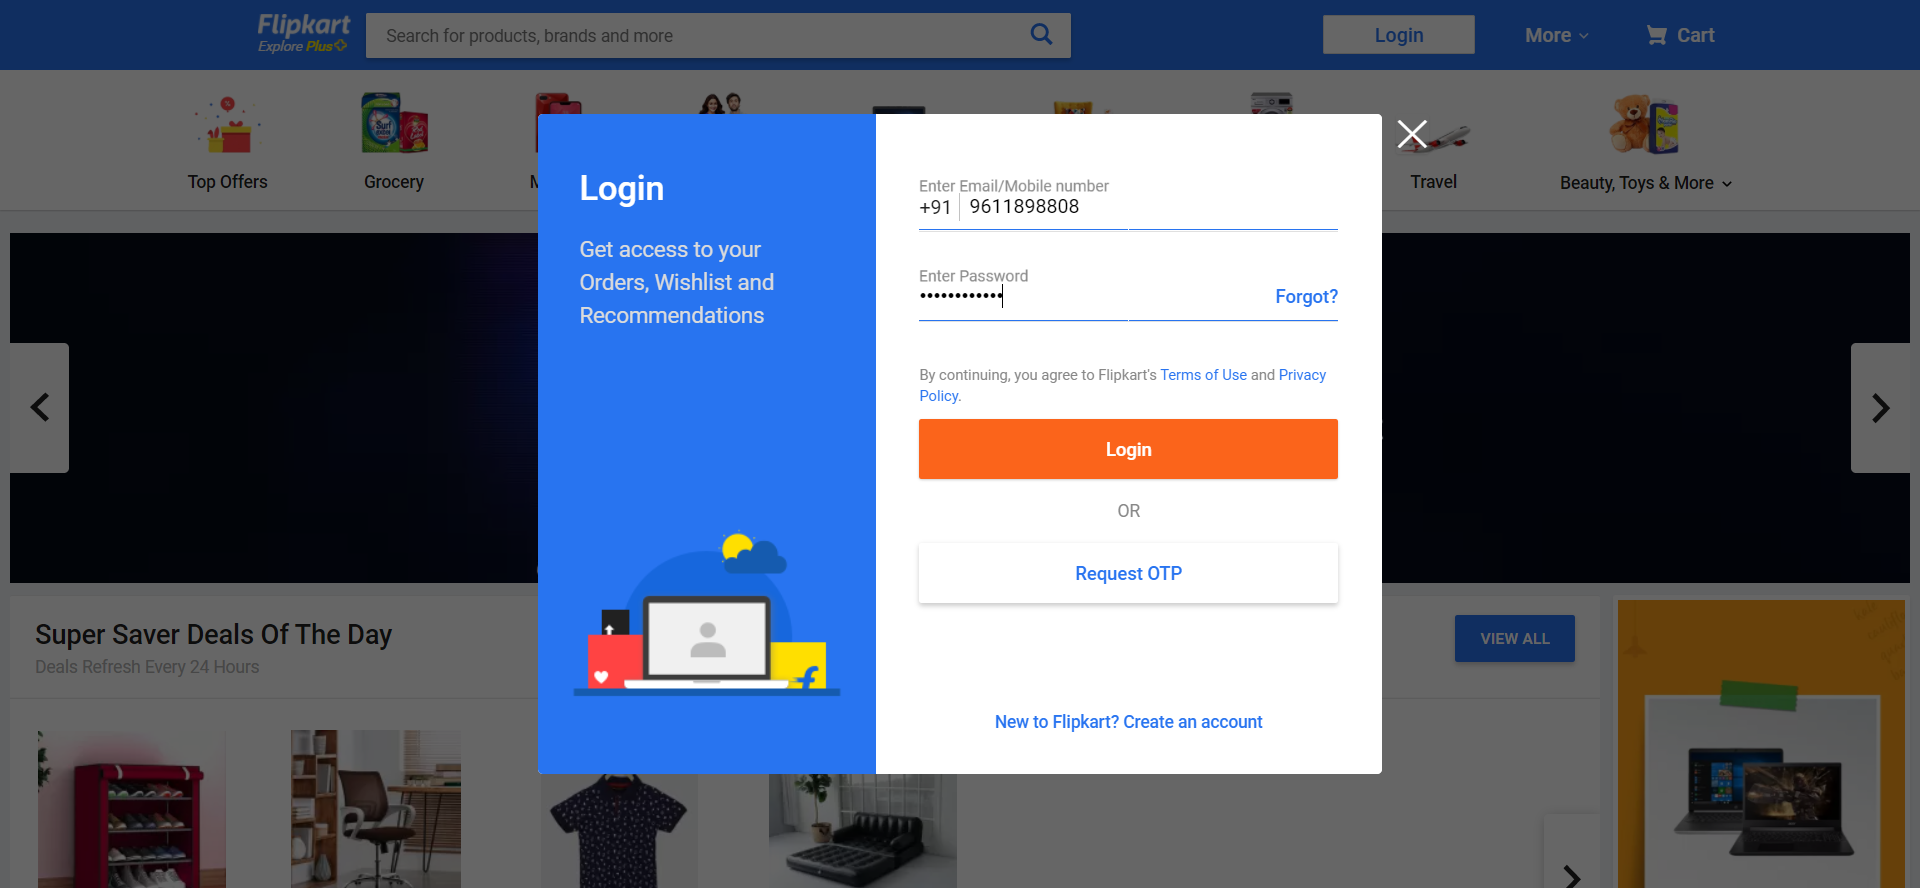 Flipkart
Explore Plus
Search for products, brands and more
Login
More
Cart
Top Offers
Grocery
M
Travel
Beauty, Toys & More
Login
Get access to your
Orders, Wishlist and
Recommendations
Enter Email/Mobile number
+91 9611898808
Enter Password
••••••••••••
Forgot?
By continuing, you agree to Flipkart's Terms of Use and Privacy
Policy.
Login
OR
Request OTP
New to Flipkart? Create an account
Super Saver Deals Of The Day
Deals Refresh Every 24 Hours
VIEW ALL